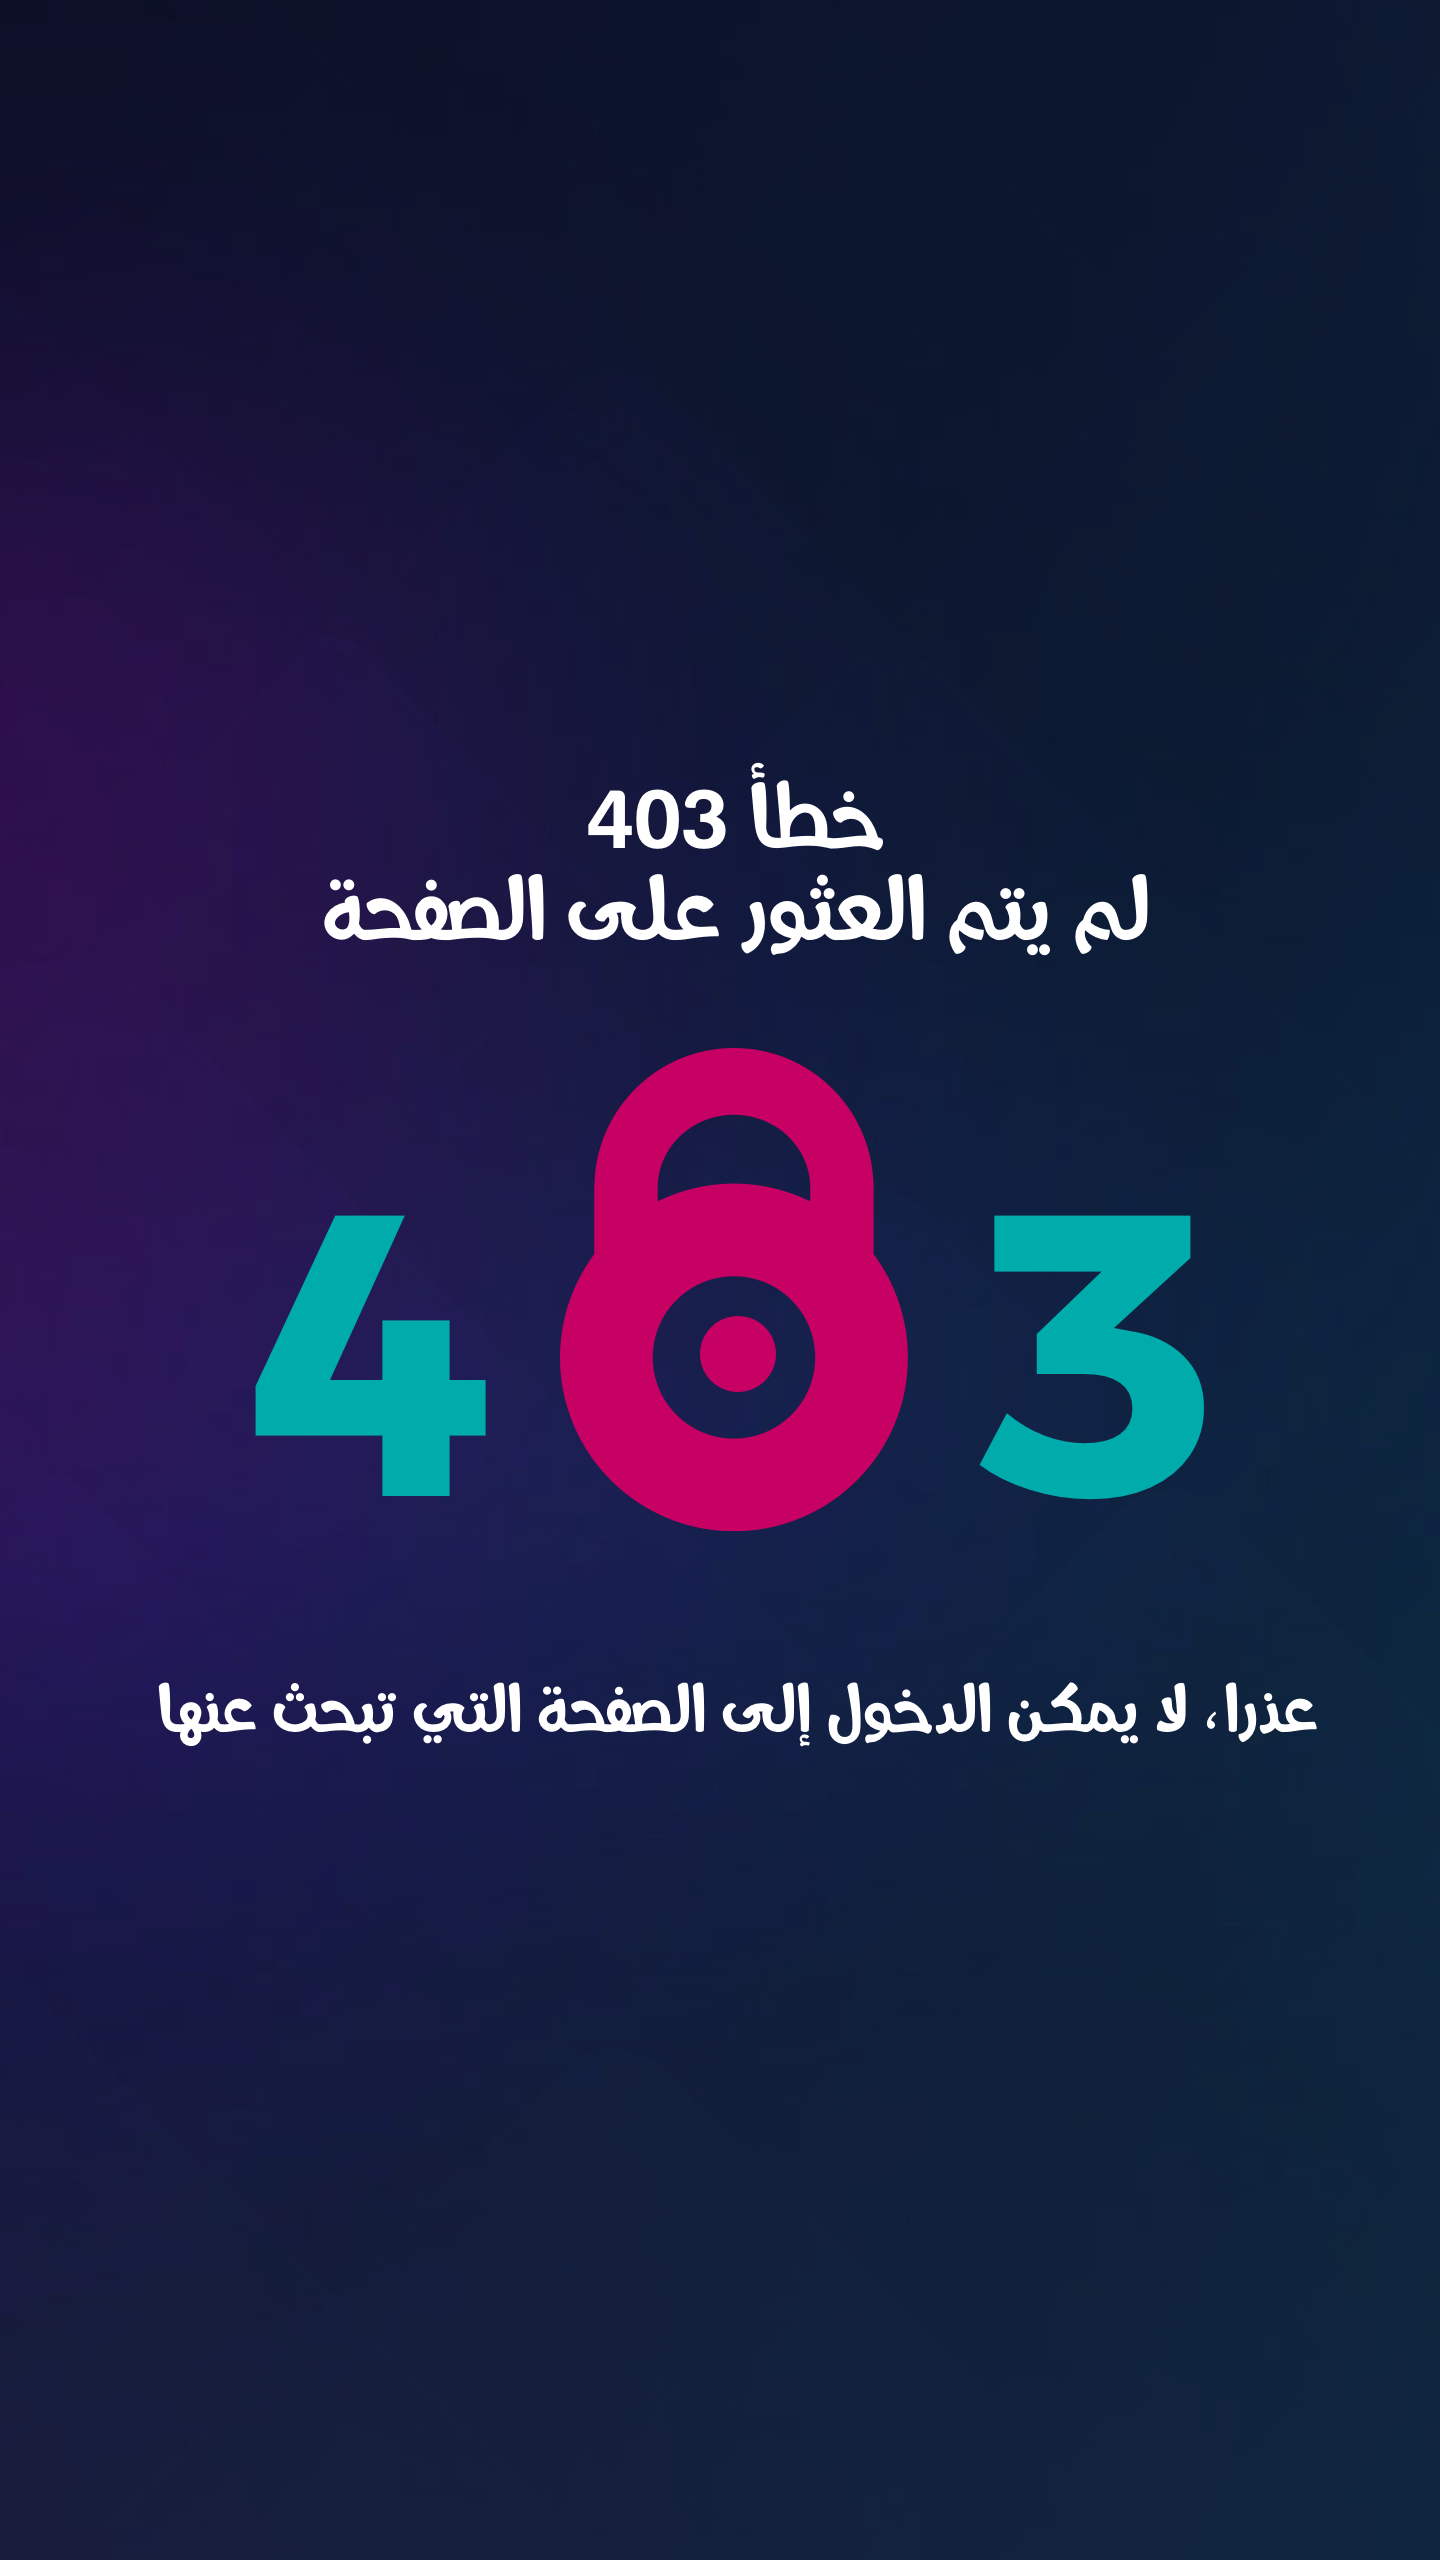 خطأ 403
لم يتم العثور على الصفحة
403
عذرا، لا يمكن الدخول إلى الصفحة التي تبحث عنها